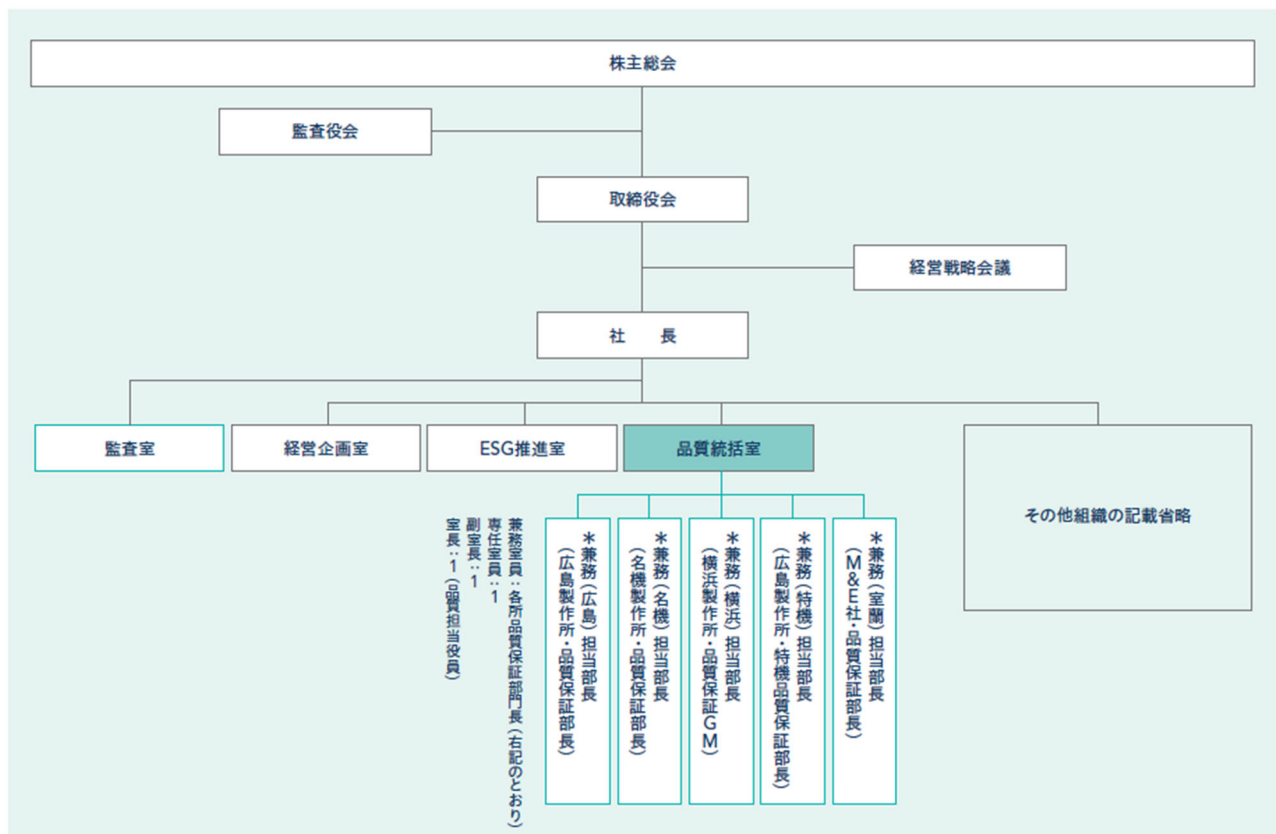 株主総会
監査役会
取締役会
経営戦略会議
社　　長
監査室
経営企画室
ESG推進室
品質統括室
その他組織の記載省略
兼務室員：各所品質保証部門長（右記のとおり）
専任室員：1
副室長：1
室長：1（品質担当役員）
＊兼務（広島）担当部長
（広島製作所・品質保証部長）
＊兼務（名機）担当部長
（名機製作所・品質保証部長）
＊兼務（横浜）担当部長
（横浜製作所・品質保証GM）
＊兼務（特機）担当部長
（広島製作所・特機品質保証部長）
＊兼務（室蘭）担当部長
（M＆E社・品質保証部長）